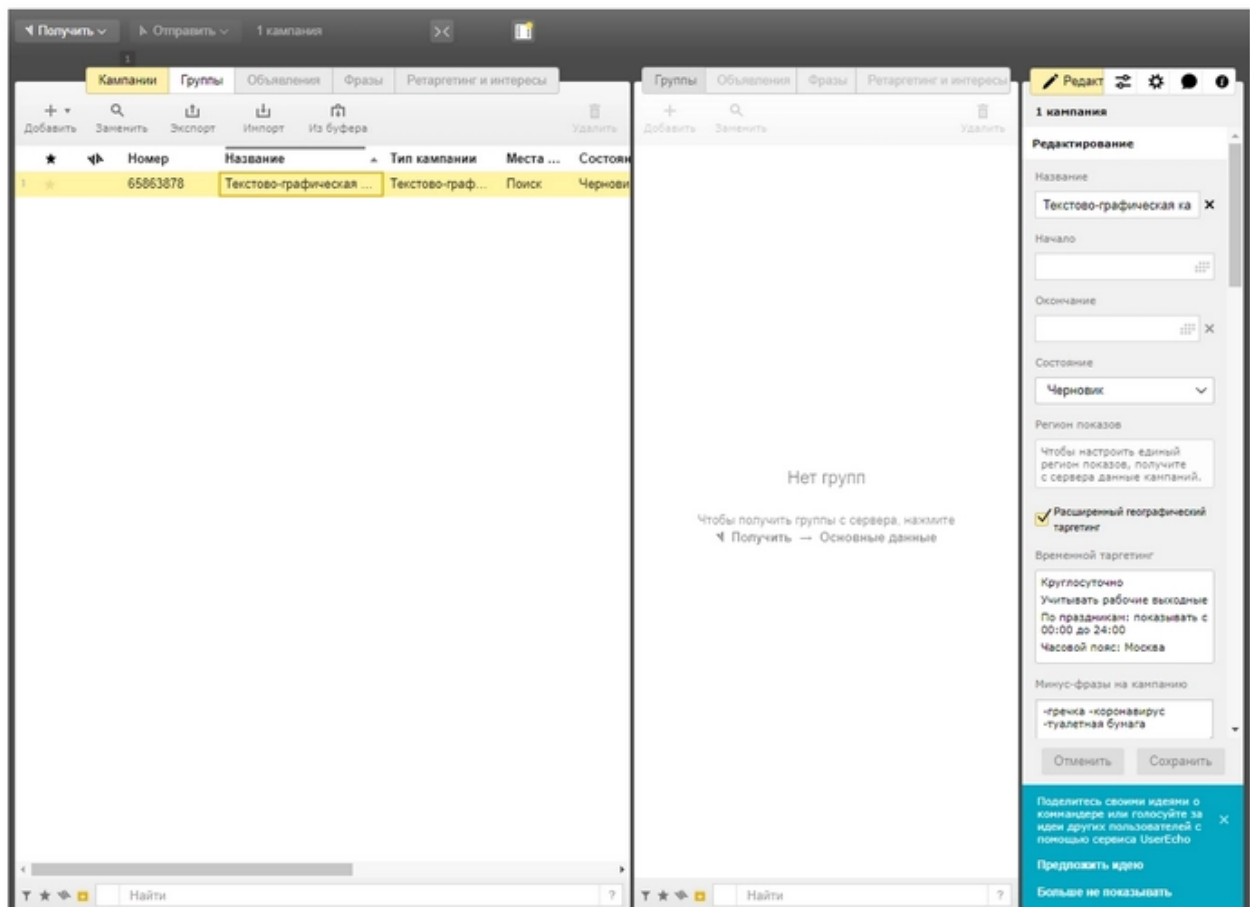 Получить
Отправить
1 кампания
1
Кампании Группы Объявления Фразы Ретаргетинг и интересы
Добавить Заменить Экспорт Импорт Из буфера Удалить
Номер Название Тип кампании Места ... Состоян
1 65863878 Текстово-графическая ... Текстово-граф... Поиск Чернови
Найти ?
Группы Объявления Фразы Ретаргетинг и интересы
Добавить Заменить Удалить
Нет групп
Чтобы получить группы с сервера, нажмите
Получить → Основные данные
Найти ?
Редакт
1 кампания
Редактирование
Название
Текстово-графическая ка
Начало
Окончание
Состояние
Черновик
Регион показов
Чтобы настроить единый
регион показов, получите
с сервера данные кампаний.
Расширенный географический
таргетинг
Временной таргетинг
Круглосуточно
Учитывать рабочие выходные
По праздникам: показывать с
00:00 до 24:00
Часовой пояс: Москва
Минус-фразы на кампанию
-гречка -коронавирус
-туалетная бумага
Отменить Сохранить
Поделитесь своими идеями о
коммандере или голосуйте за
идеи других пользователей с
помощью сервиса UserEcho
Предложить идею
Больше не показывать